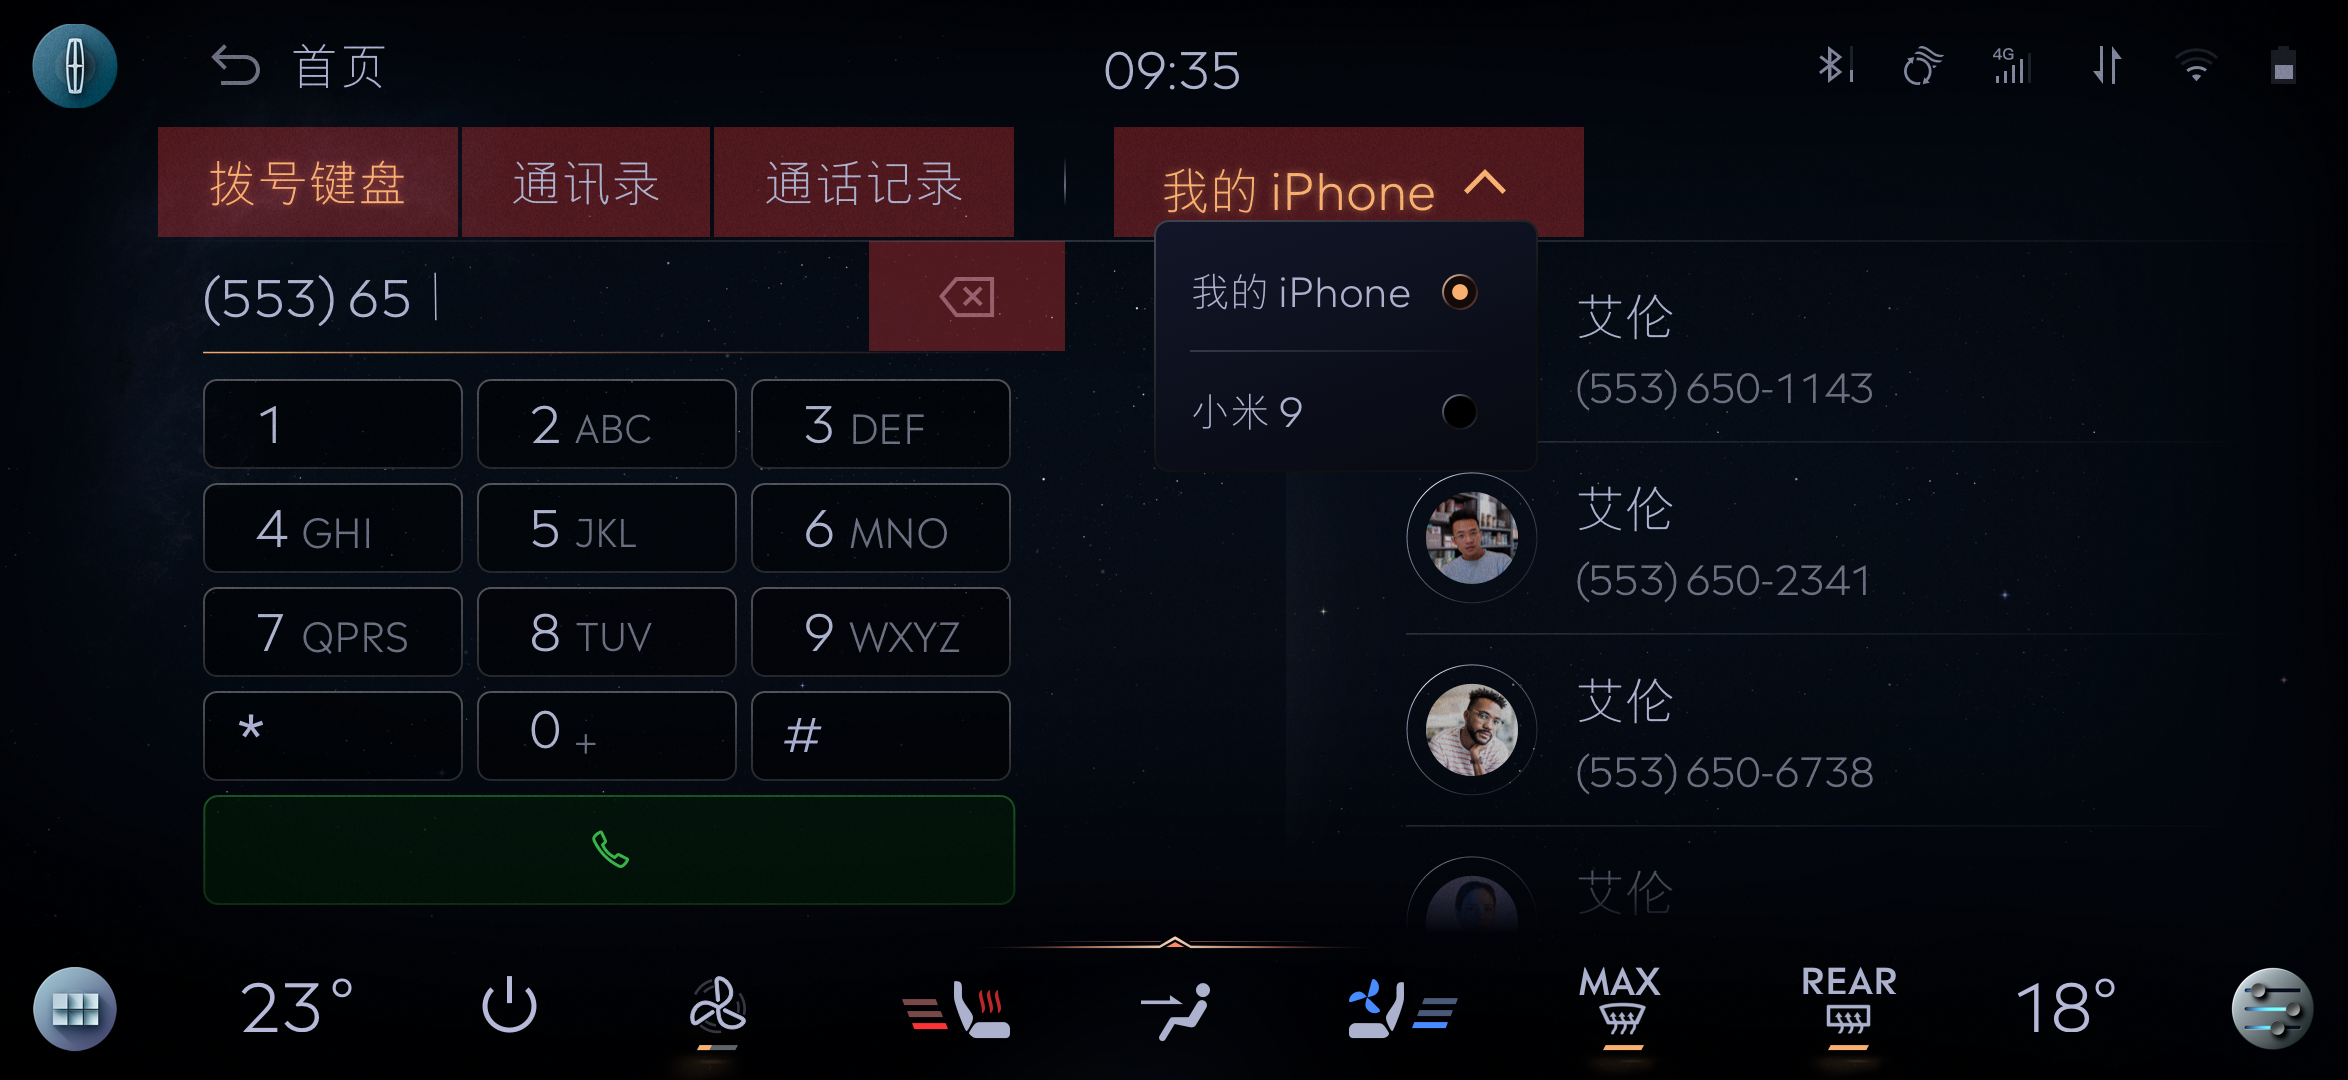 首页
09:35
4G
拨号键盘
通讯录
通话记录
我的 iPhone
(553) 65
我的 iPhone
小米 9
艾伦
(553) 650-1143
1
2 ABC
3 DEF
4 GHI
5 JKL
6 MNO
7 QPRS
8 TUV
9 WXYZ
*
0 +
#
艾伦
(553) 650-2341
艾伦
(553) 650-6738
艾伦
23°
MAX
REAR
18°